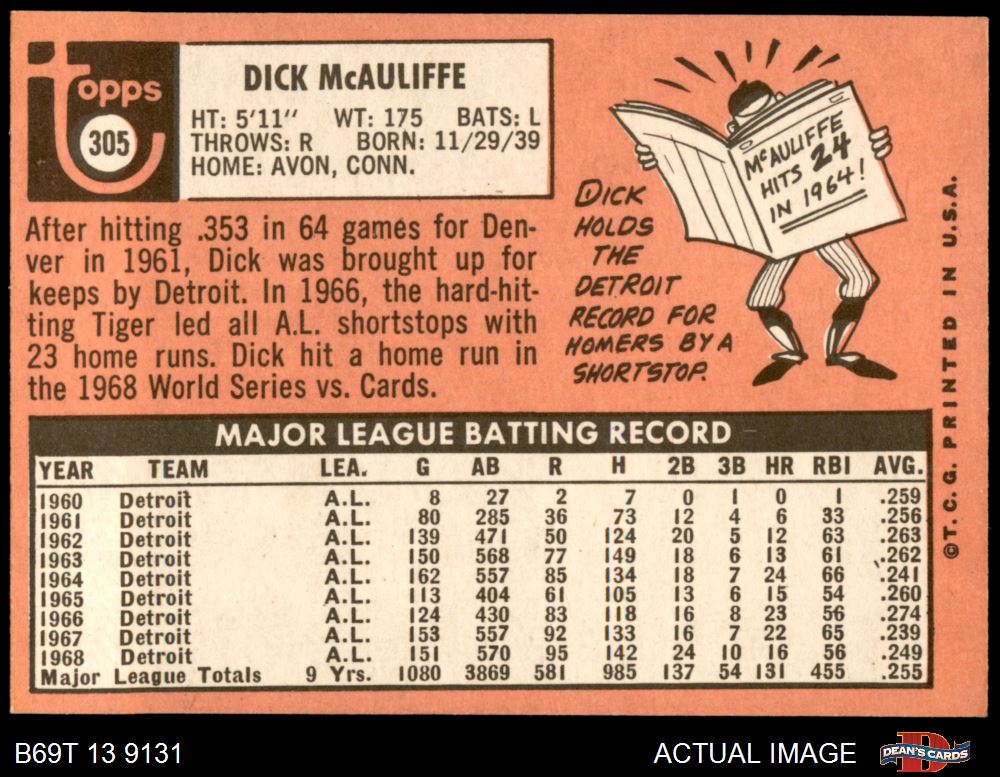 Topps
305
DICK McAULIFFE
HT: 5'11" WT: 175 BATS: L
THROWS: R BORN: 11/29/39
HOME: AVON, CONN.
After hitting .353 in 64 games for Den-
ver in 1961, Dick was brought up for
keeps by Detroit. In 1966, the hard-hit-
ting Tiger led all A.L. shortstops with
23 home runs. Dick hit a home run in
the 1968 World Series vs. Cards.
DICK
HOLDS
THE
DETROIT
RECORD FOR
HOMERS BY A
SHORTSTOP.
McAULIFFE
HITS 24
IN 1964!
©T.C.G. PRINTED IN U.S.A.
MAJOR LEAGUE BATTING RECORD
YEAR TEAM LEA. G AB R H 2B 3B HR RBI AVG.
1960 Detroit A.L. 8 27 2 7 0 1 0 1 .259
1961 Detroit A.L. 80 285 36 73 12 4 6 33 .256
1962 Detroit A.L. 139 471 50 124 20 5 12 63 .263
1963 Detroit A.L. 150 568 77 149 18 6 13 61 .262
1964 Detroit A.L. 162 557 85 134 18 7 24 66 .241
1965 Detroit A.L. 113 404 61 105 13 6 15 54 .260
1966 Detroit A.L. 124 430 83 118 16 8 23 56 .274
1967 Detroit A.L. 153 557 92 133 16 7 22 65 .239
1968 Detroit A.L. 151 570 95 142 24 10 16 56 .249
Major League Totals 9 Yrs. 1080 3869 581 985 137 54 131 455 .255
B69T 13 9131
ACTUAL IMAGE
DEAN'S CARDS